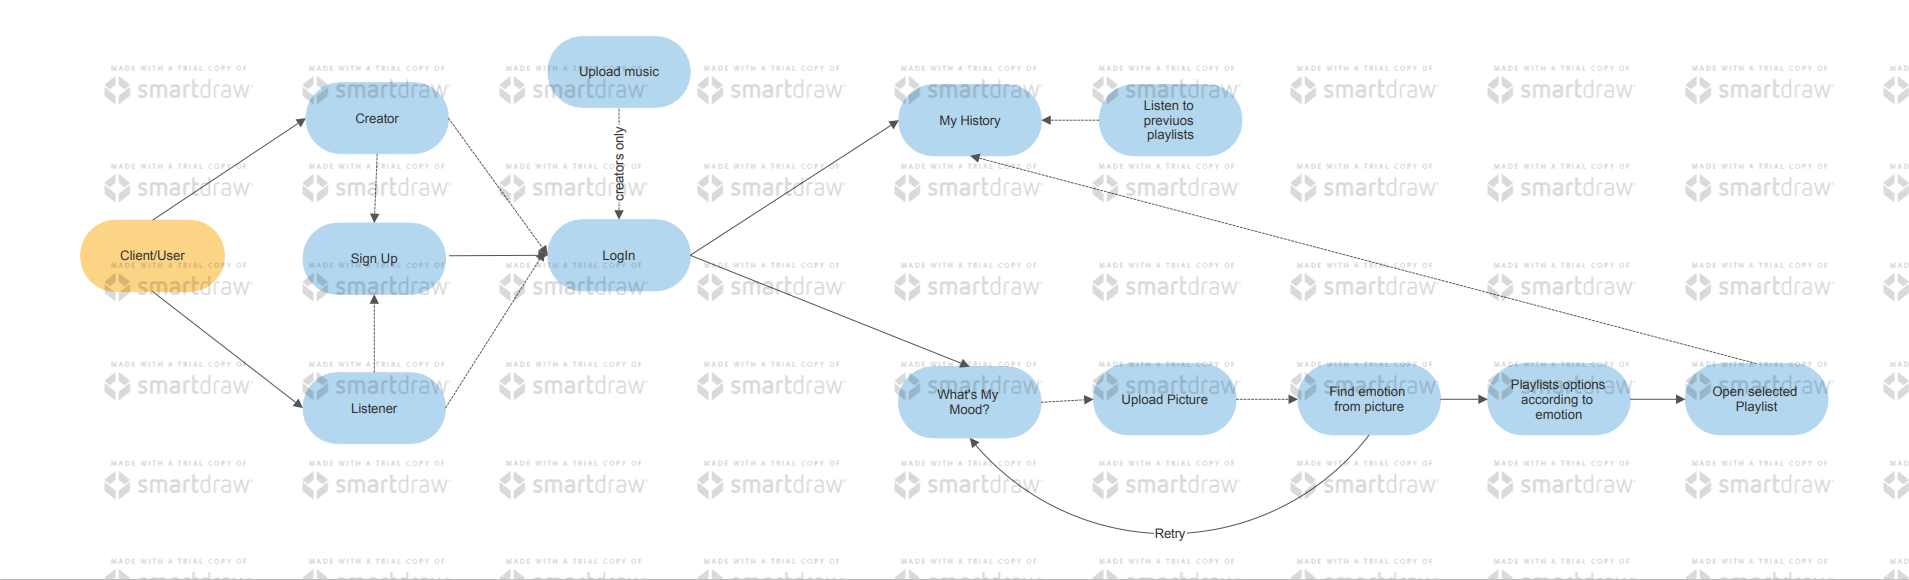 Upload music
Creator
creators only
My History
Listen to
previuos
playlists
Client/User
Sign Up
LogIn
Listener
What's My
Mood?
Upload Picture
Find emotion
from picture
Playlists options
according to
emotion
Open selected
Playlist
Retry
MADE WITH A TRIAL COPY OF
smartdraw